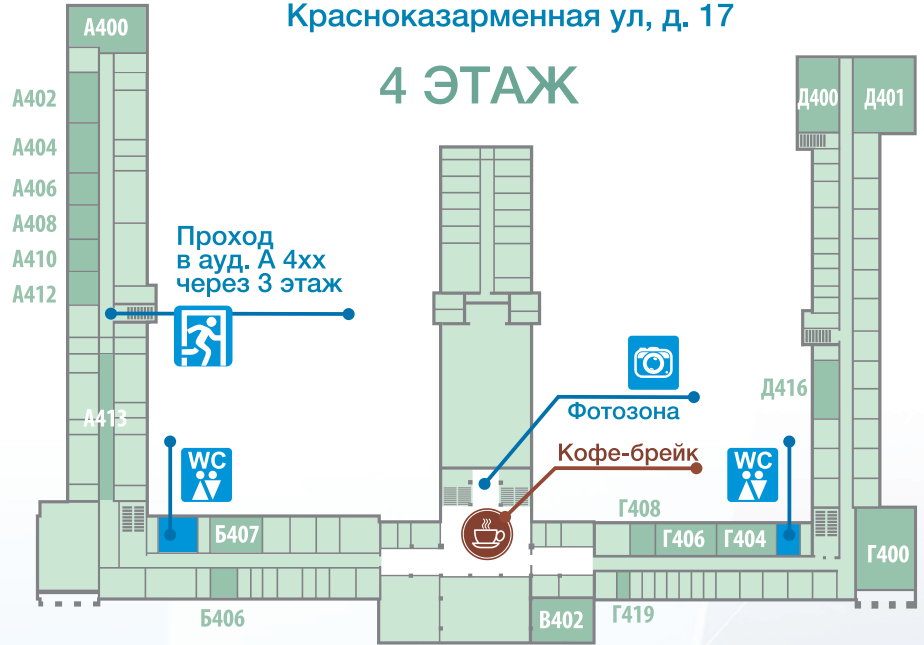 Красноказарменная ул, д. 17
4 ЭТАЖ
А400
А402
А404
А406
А408
А410
А412
А413
Проход
в ауд. А 4хх
через 3 этаж
Д400
Д401
Д416
Фотозона
Кофе-брейк
WC
WC
Б407
Б406
Г408
Г406
Г404
Г400
В402
Г419